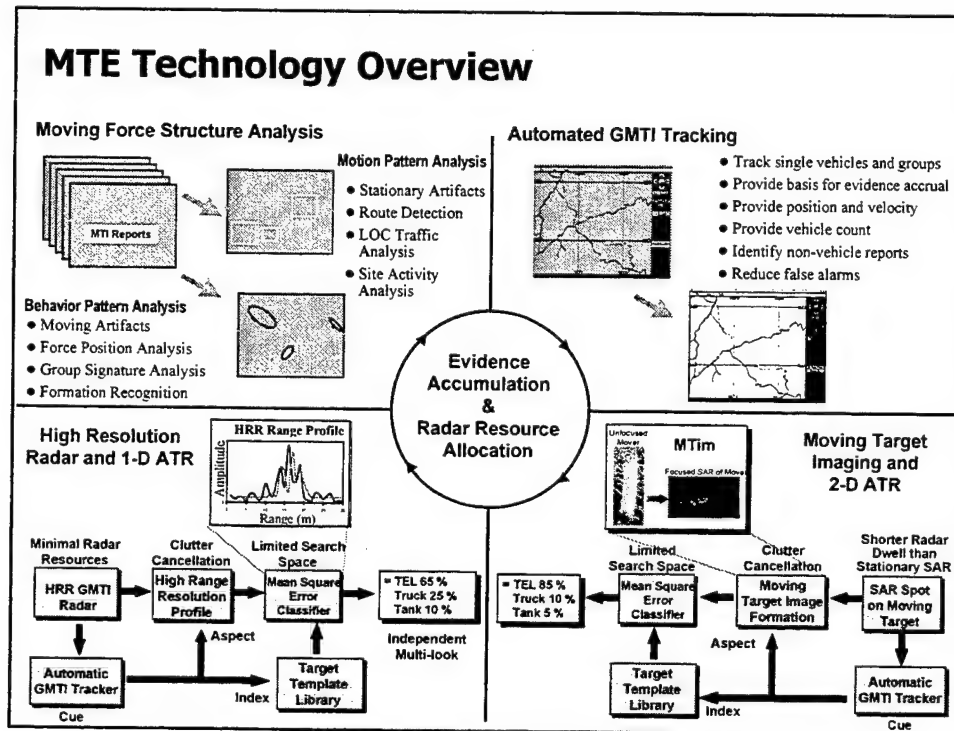 MTE Technology Overview
Moving Force Structure Analysis
MTI Reports
Motion Pattern Analysis
● Stationary Artifacts
● Route Detection
● LOC Traffic
Analysis
● Site Activity
Analysis
Behavior Pattern Analysis
● Moving Artifacts
● Force Position Analysis
● Group Signature Analysis
● Formation Recognition
Automated GMTI Tracking
● Track single vehicles and groups
● Provide basis for evidence accrual
● Provide position and velocity
● Provide vehicle count
● Identify non-vehicle reports
● Reduce false alarms
Evidence
Accumulation
&
Radar Resource
Allocation
High Resolution
Radar and 1-D ATR
HRR Range Profile
Amplitude
Range (m)
Minimal Radar
Resources
HRR GMTI
Radar
Clutter
Cancellation
High Range
Resolution
Profile
Limited Search
Space
Mean Square
Error
Classifier
= TEL 65 %
Truck 25 %
Tank 10 %
Independent
Multi-look
Aspect
Automatic
GMTI Tracker
Cue
Index
Target
Template
Library
Moving Target
Imaging and
2-D ATR
Unfocused
Mover
MTim
Focused SAR of Mover
= TEL 85 %
Truck 10 %
Tank 5 %
Limited
Search Space
Mean Square
Error
Classifier
Clutter
Cancellation
Moving
Target Image
Formation
Shorter Radar
Dwell than
Stationary SAR
SAR Spot
on Moving
Target
Aspect
Target
Template
Library
Index
Automatic
GMTI Tracker
Cue